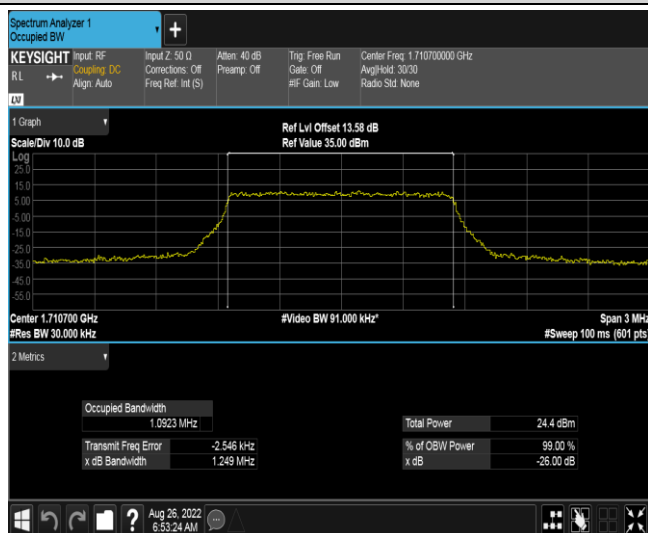 Spectrum Analyzer 1
Occupied BW
KEYSIGHT Input: RF Input Z: 50 Ω Atten: 40 dB Trig: Free Run Center Freq: 1.710700000 GHz
RL Coupling: DC Corrections: Off Preamp: Off Gate: Off Avg|Hold: 30/30
Align: Auto Freq Ref: Int (S) #IF Gain: Low Radio Std: None
LXI
1 Graph
Ref Lvl Offset 13.58 dB
Scale/Div 10.0 dB Ref Value 35.00 dBm
Log
25.0
15.0
5.00
-5.00
-15.0
-25.0
-35.0
-45.0
-55.0
Center 1.710700 GHz #Video BW 91.000 kHz* Span 3 MHz
#Res BW 30.000 kHz #Sweep 100 ms (601 pts)
2 Metrics
Occupied Bandwidth
1.0923 MHz Total Power 24.4 dBm
Transmit Freq Error -2.546 kHz % of OBW Power 99.00 %
x dB Bandwidth 1.249 MHz x dB -26.00 dB
? Aug 26, 2022
6:53:24 AM